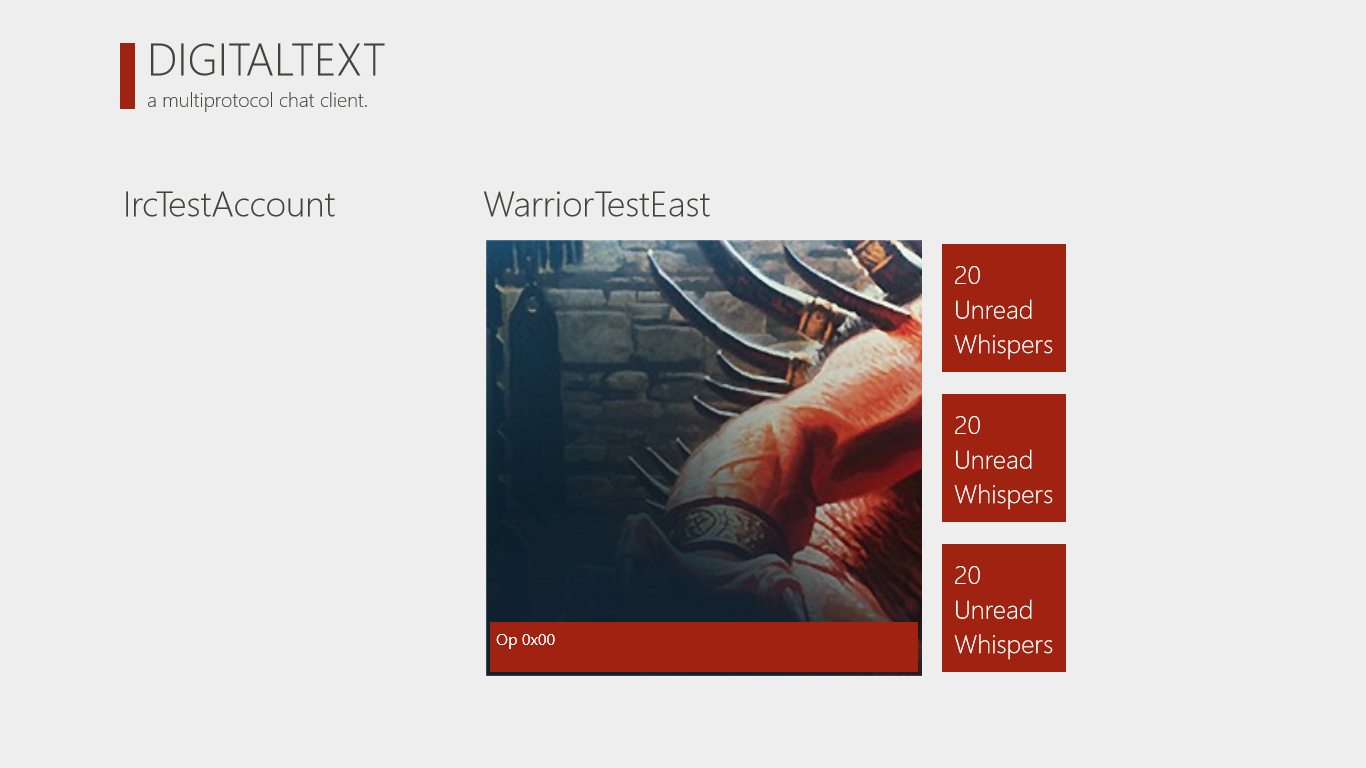 DIGITALTEXT
a multiprotocol chat client.
IrcTestAccount
WarriorTestEast
Op 0x00
20
Unread
Whispers
20
Unread
Whispers
20
Unread
Whispers